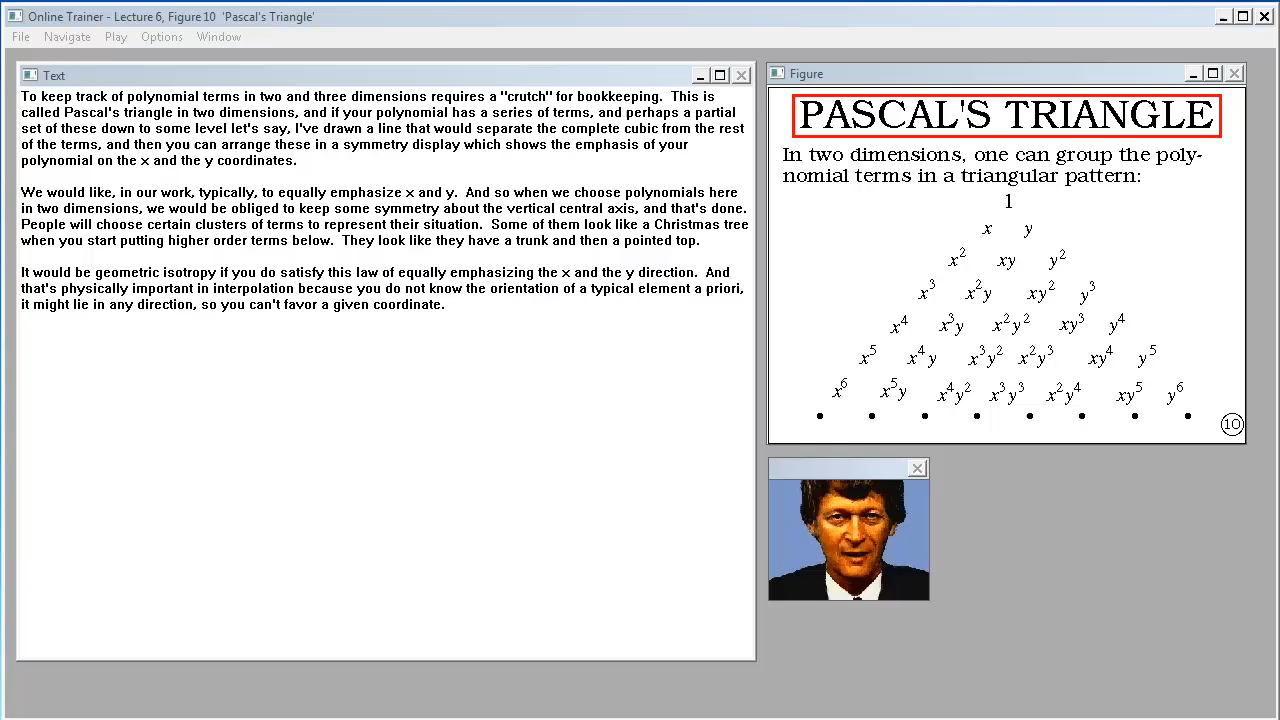 Online Trainer - Lecture 6, Figure 10 'Pascal's Triangle'
File Navigate Play Options Window
Text
To keep track of polynomial terms in two and three dimensions requires a "crutch" for bookkeeping. This is
called Pascal's triangle in two dimensions, and if your polynomial has a series of terms, and perhaps a partial
set of these down to some level let's say, I've drawn a line that would separate the complete cubic from the rest
of the terms, and then you can arrange these in a symmetry display which shows the emphasis of your
polynomial on the x and the y coordinates.
We would like, in our work, typically, to equally emphasize x and y. And so when we choose polynomials here
in two dimensions, we would be obliged to keep some symmetry about the vertical central axis, and that's done.
People will choose certain clusters of terms to represent their situation. Some of them look like a Christmas tree
when you start putting higher order terms below. They look like they have a trunk and then a pointed top.
It would be geometric isotropy if you do satisfy this law of equally emphasizing the x and the y direction. And
that's physically important in interpolation because you do not know the orientation of a typical element a priori,
it might lie in any direction, so you can't favor a given coordinate.
Figure
PASCAL'S TRIANGLE
In two dimensions, one can group the poly-
nomial terms in a triangular pattern:
1
x y
x² xy y²
x³ x²y xy² y³
x⁴ x³y x²y² xy³ y⁴
x⁵ x⁴y x³y² x²y³ xy⁴ y⁵
x⁶ x⁵y x⁴y² x³y³ x²y⁴ xy⁵ y⁶
10